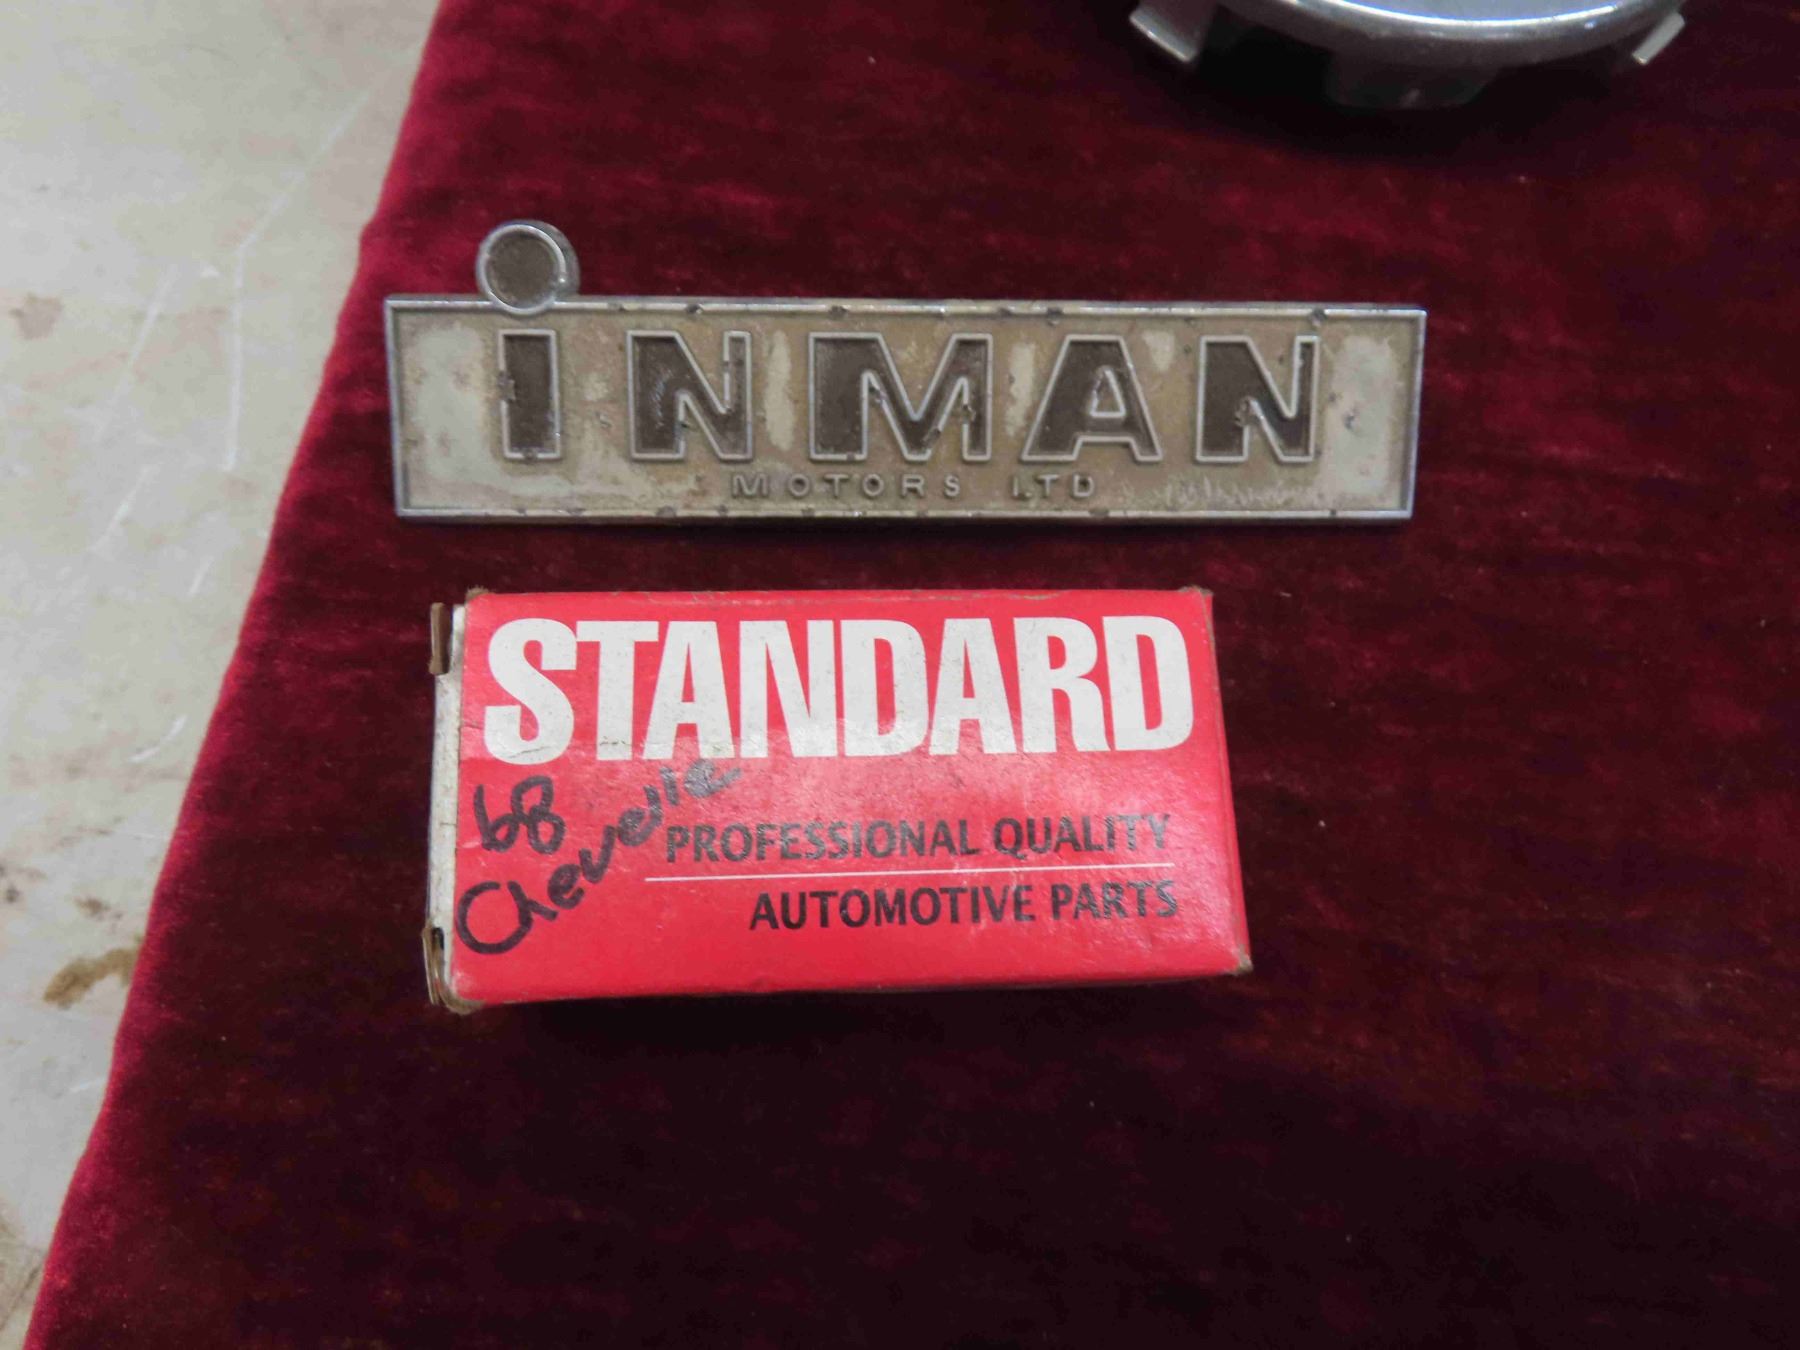 iNMAN
MOTORS LTD
STANDARD
68
Chevelle
PROFESSIONAL QUALITY
AUTOMOTIVE PARTS